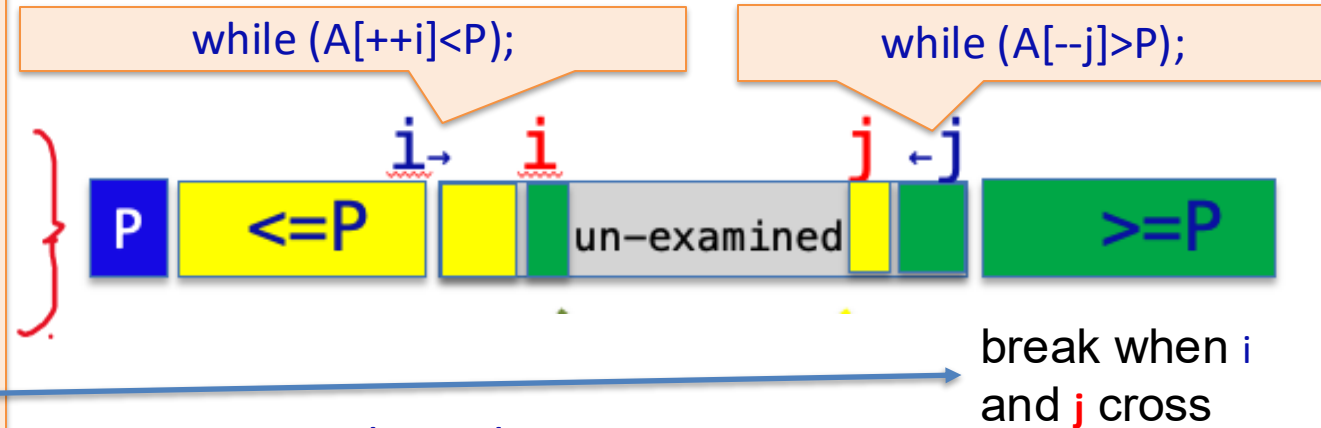 while (A[++i]<P);
while (A[--j]>P);
i→ i j ←j
P <=P un-examined >=P
break when i
and j cross